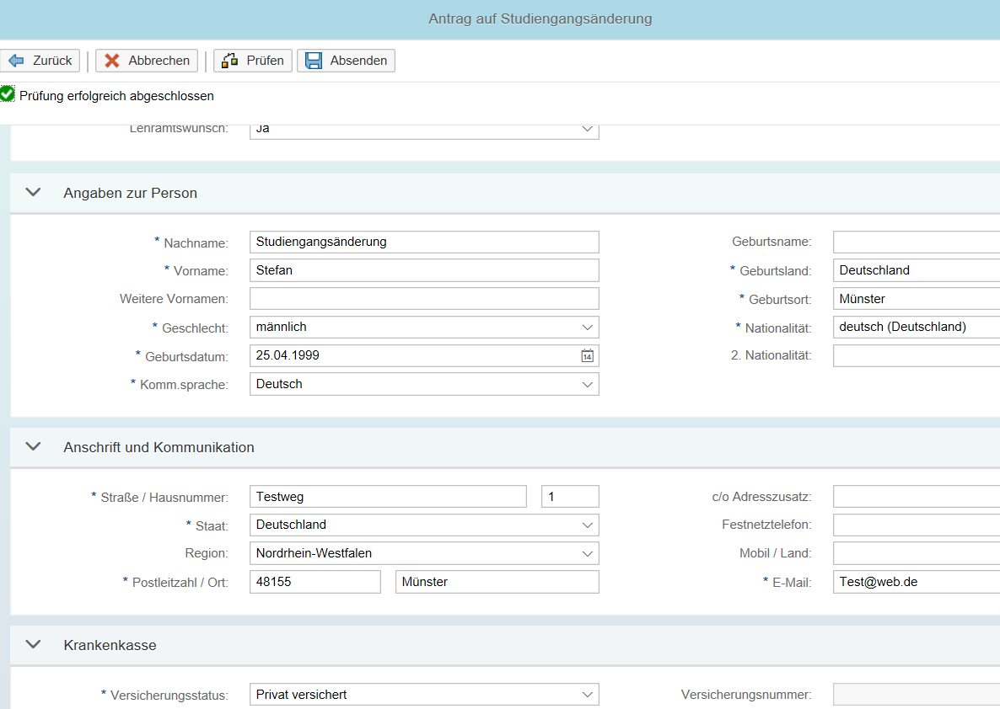 Antrag auf Studiengangsänderung
Zurück Abbrechen Prüfen Absenden
Prüfung erfolgreich abgeschlossen
Lehramtswunsch: Ja
Angaben zur Person
* Nachname: Studiengangsänderung Geburtsname:
* Vorname: Stefan * Geburtsland: Deutschland
Weitere Vornamen: * Geburtsort: Münster
* Geschlecht: männlich * Nationalität: deutsch (Deutschland)
* Geburtsdatum: 25.04.1999 14 2. Nationalität:
* Komm.sprache: Deutsch
Anschrift und Kommunikation
* Straße / Hausnummer: Testweg 1 c/o Adresszusatz:
* Staat: Deutschland Festnetztelefon:
Region: Nordrhein-Westfalen Mobil / Land:
* Postleitzahl / Ort: 48155 Münster * E-Mail: Test@web.de
Krankenkasse
* Versicherungsstatus: Privat versichert Versicherungsnummer: